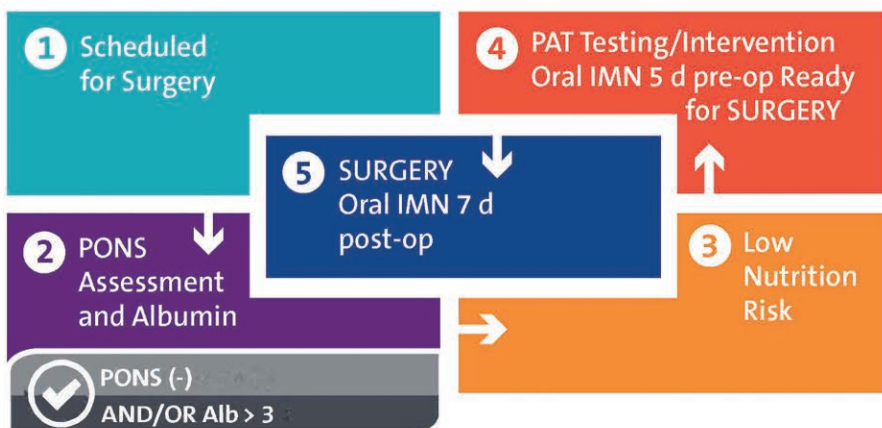 1 Scheduled
for Surgery
2 PONS
Assessment
and Albumin
PONS (-)
AND/OR Alb > 3
3 Low
Nutrition
Risk
4 PAT Testing/Intervention
Oral IMN 5 d pre-op Ready
for SURGERY
5 SURGERY
Oral IMN 7 d
post-op